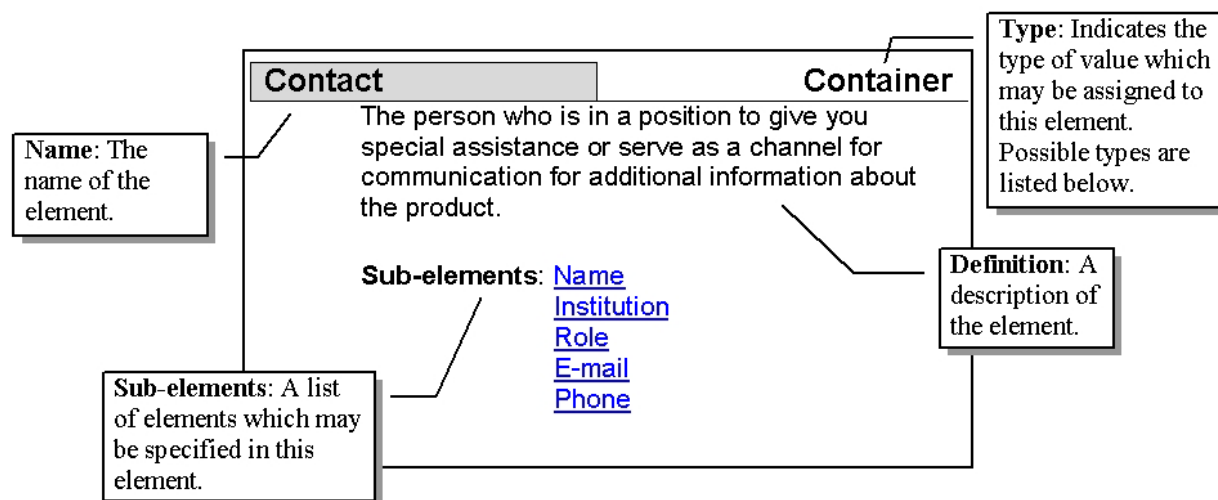 Type: Indicates the
type of value which
may be assigned to
this element.
Possible types are
listed below.
Contact
Container
The person who is in a position to give you
special assistance or serve as a channel for
communication for additional information about
the product.
Name: The
name of the
element.
Definition: A
description of
the element.
Sub-elements: Name
Institution
Role
E-mail
Phone
Sub-elements: A list
of elements which may
be specified in this
element.